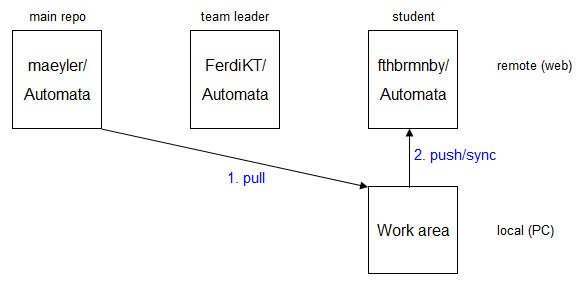 main repo
team leader
student
maeyler/
Automata
FerdiKT/
Automata
fthbrmnby/
Automata
remote (web)
1. pull
2. push/sync
Work area
local (PC)